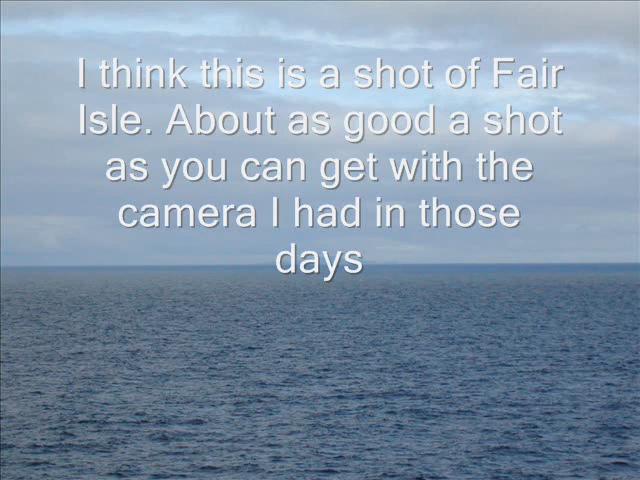 I think this is a shot of Fair
Isle. About as good a shot
as you can get with the
camera I had in those
days